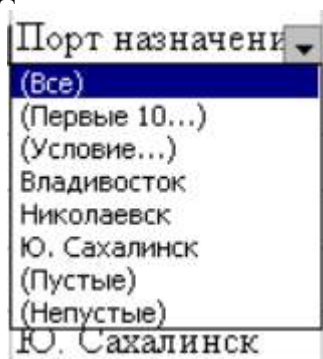 Порт назначени
(Все)
(Первые 10...)
(Условие...)
Владивосток
Николаевск
Ю. Сахалинск
(Пустые)
(Непустые)
Ю. Сахалинск